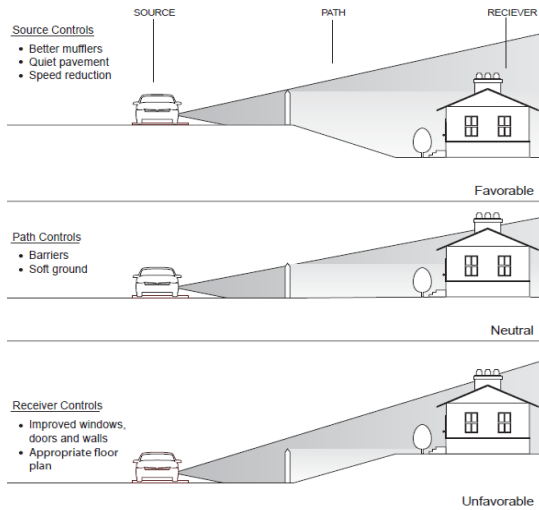 SOURCE PATH RECIEVER
Source Controls
• Better mufflers
• Quiet pavement
• Speed reduction
Favorable
Path Controls
• Barriers
• Soft ground
Neutral
Receiver Controls
• Improved windows,
doors and walls
• Appropriate floor
plan
Unfavorable